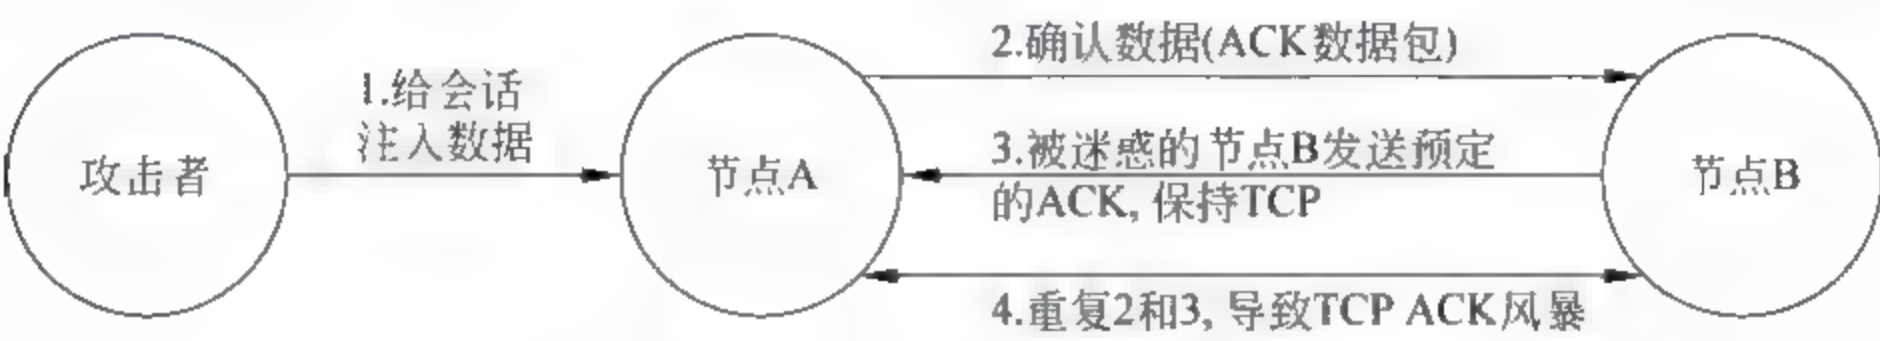 攻击者
1.给会话
注入数据
节点A
2.确认数据(ACK数据包)
3.被迷惑的节点B发送预定
的ACK, 保持TCP
4.重复2和3, 导致TCP ACK风暴
节点B